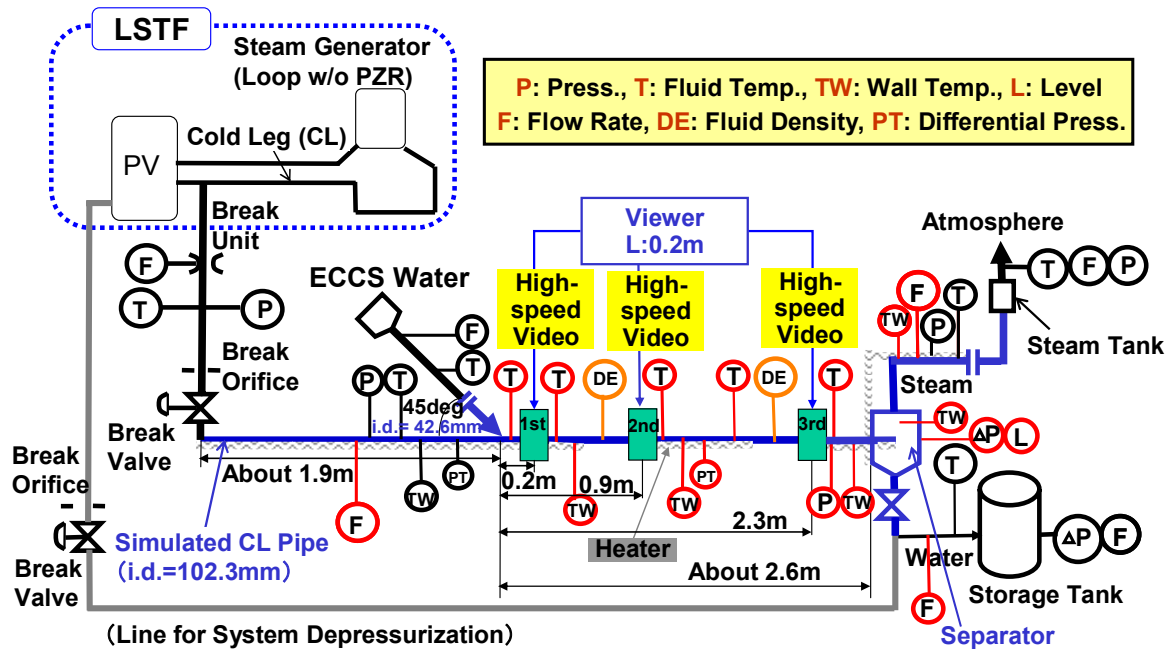 LSTF
Steam Generator
(Loop w/o PZR)
Cold Leg (CL)
PV
P: Press., T: Fluid Temp., TW: Wall Temp., L: Level
F: Flow Rate, DE: Fluid Density, PT: Differential Press.
Break
Unit
F
T
P
Break
Orifice
Break
Valve
ECCS Water
F
T
45deg
i.d.= 42.6mm
Viewer
L:0.2m
High-
speed
Video
High-
speed
Video
High-
speed
Video
Atmosphere
T
F
P
Steam Tank
TW
F
P
T
Steam
P
T
T
T
DE
T
T
DE
T
1st
2nd
3rd
TW
ΔP
L
T
About 1.9m
0.2m
0.9m
2.3m
About 2.6m
F
TW
PT
TW
TW
PT
P
TW
Heater
Break
Orifice
Break
Valve
Simulated CL Pipe
(i.d.=102.3mm)
Water
F
ΔP
F
Storage Tank
Separator
(Line for System Depressurization)